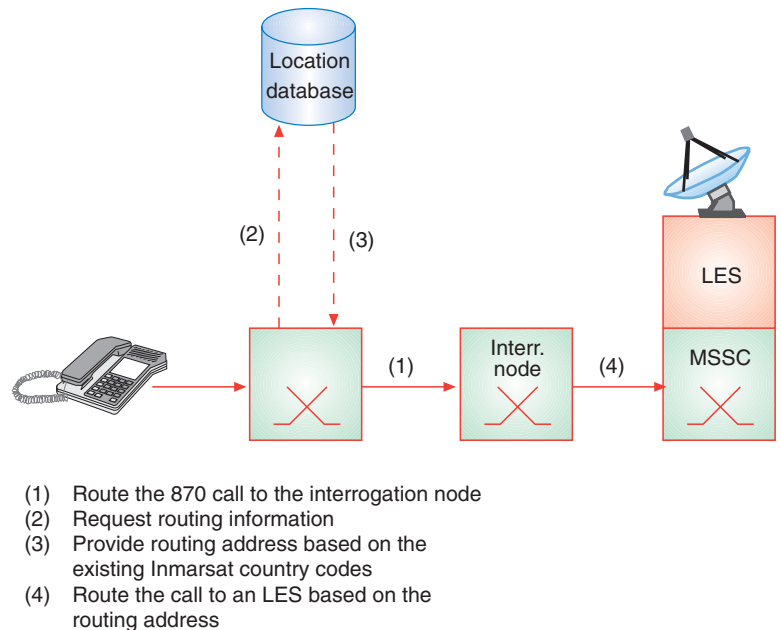 Location
database
(2)
(3)
LES
(1)
Interr.
node
(4)
MSSC
(1) Route the 870 call to the interrogation node
(2) Request routing information
(3) Provide routing address based on the
existing Inmarsat country codes
(4) Route the call to an LES based on the
routing address